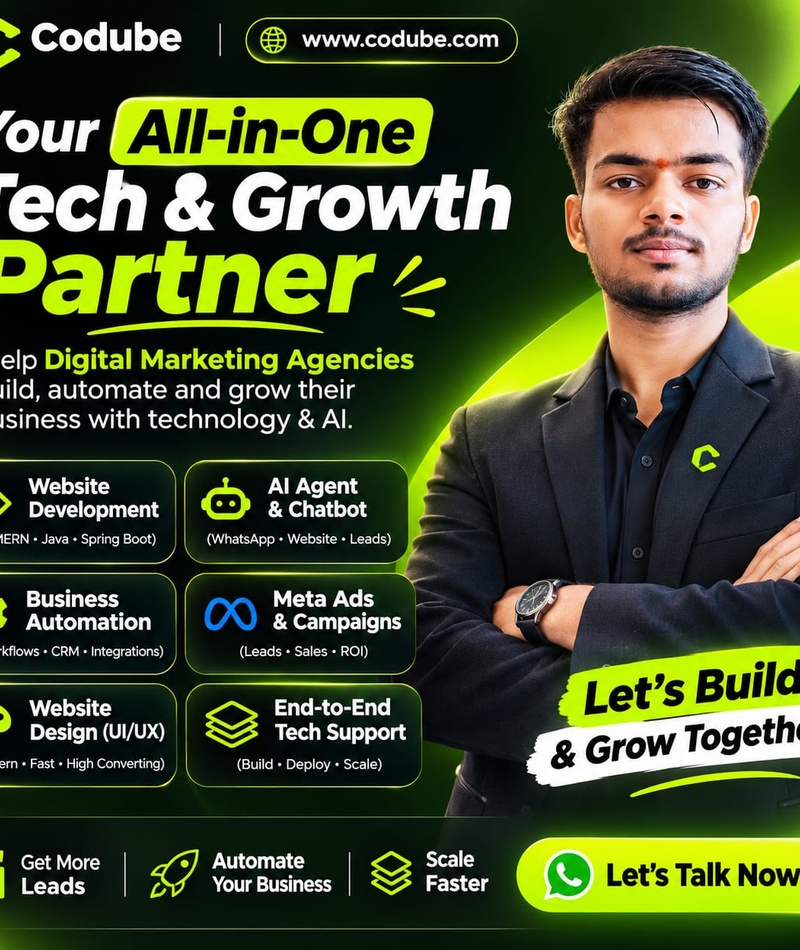 Codube
www.codube.com
Your All-in-One
Tech & Growth
Partner
elp Digital Marketing Agencies
uild, automate and grow their
usiness with technology & AI.
Website
Development
MERN • Java • Spring Boot)
AI Agent
& Chatbot
(WhatsApp • Website • Leads)
Business
Automation
rkflows • CRM • Integrations)
Meta Ads
& Campaigns
(Leads • Sales • ROI)
Website
Design (UI/UX)
ern • Fast • High Converting)
End-to-End
Tech Support
(Build • Deploy • Scale)
Let's Build
& Grow Togethe
Get More
Leads
Automate
Your Business
Scale
Faster
Let's Talk Now